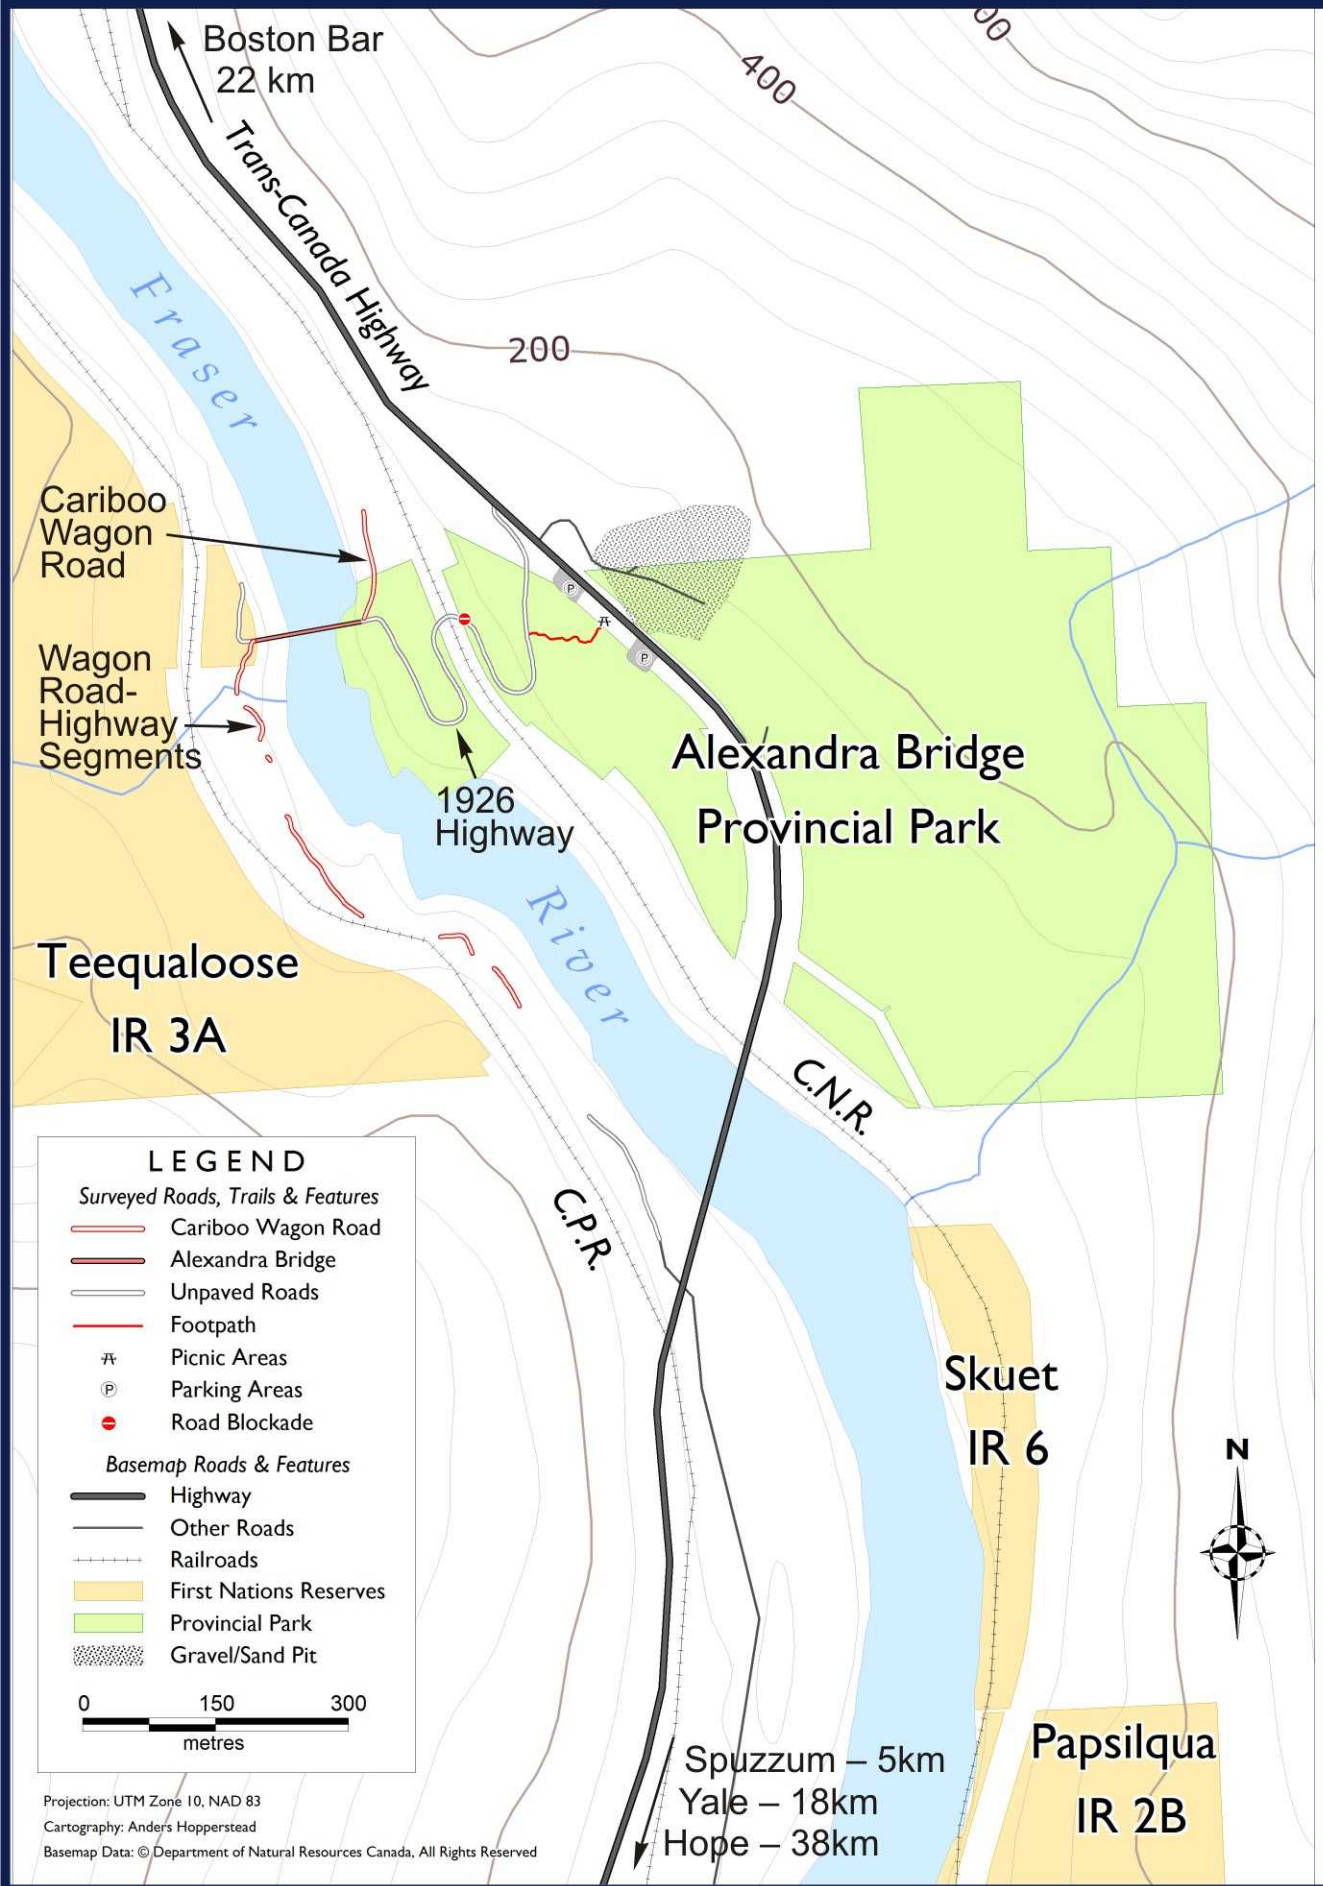 Boston Bar
22 km
Trans-Canada Highway
400
00
200
Fraser
Cariboo
Wagon
Road
P
P
Wagon
Road-
Highway
Segments
1926
Highway
Alexandra Bridge
Provincial Park
River
Teequaloose
IR 3A
C.N.R.
C.P.R.
LEGEND
Surveyed Roads, Trails & Features
Cariboo Wagon Road
Alexandra Bridge
Unpaved Roads
Footpath
Picnic Areas
P Parking Areas
Road Blockade
Basemap Roads & Features
Highway
Other Roads
Railroads
First Nations Reserves
Provincial Park
Gravel/Sand Pit
0 150 300
metres
Skuet
IR 6
N
Papsilqua
IR 2B
Spuzzum – 5km
Yale – 18km
Hope – 38km
Projection: UTM Zone 10, NAD 83
Cartography: Anders Hopperstead
Basemap Data: © Department of Natural Resources Canada, All Rights Reserved